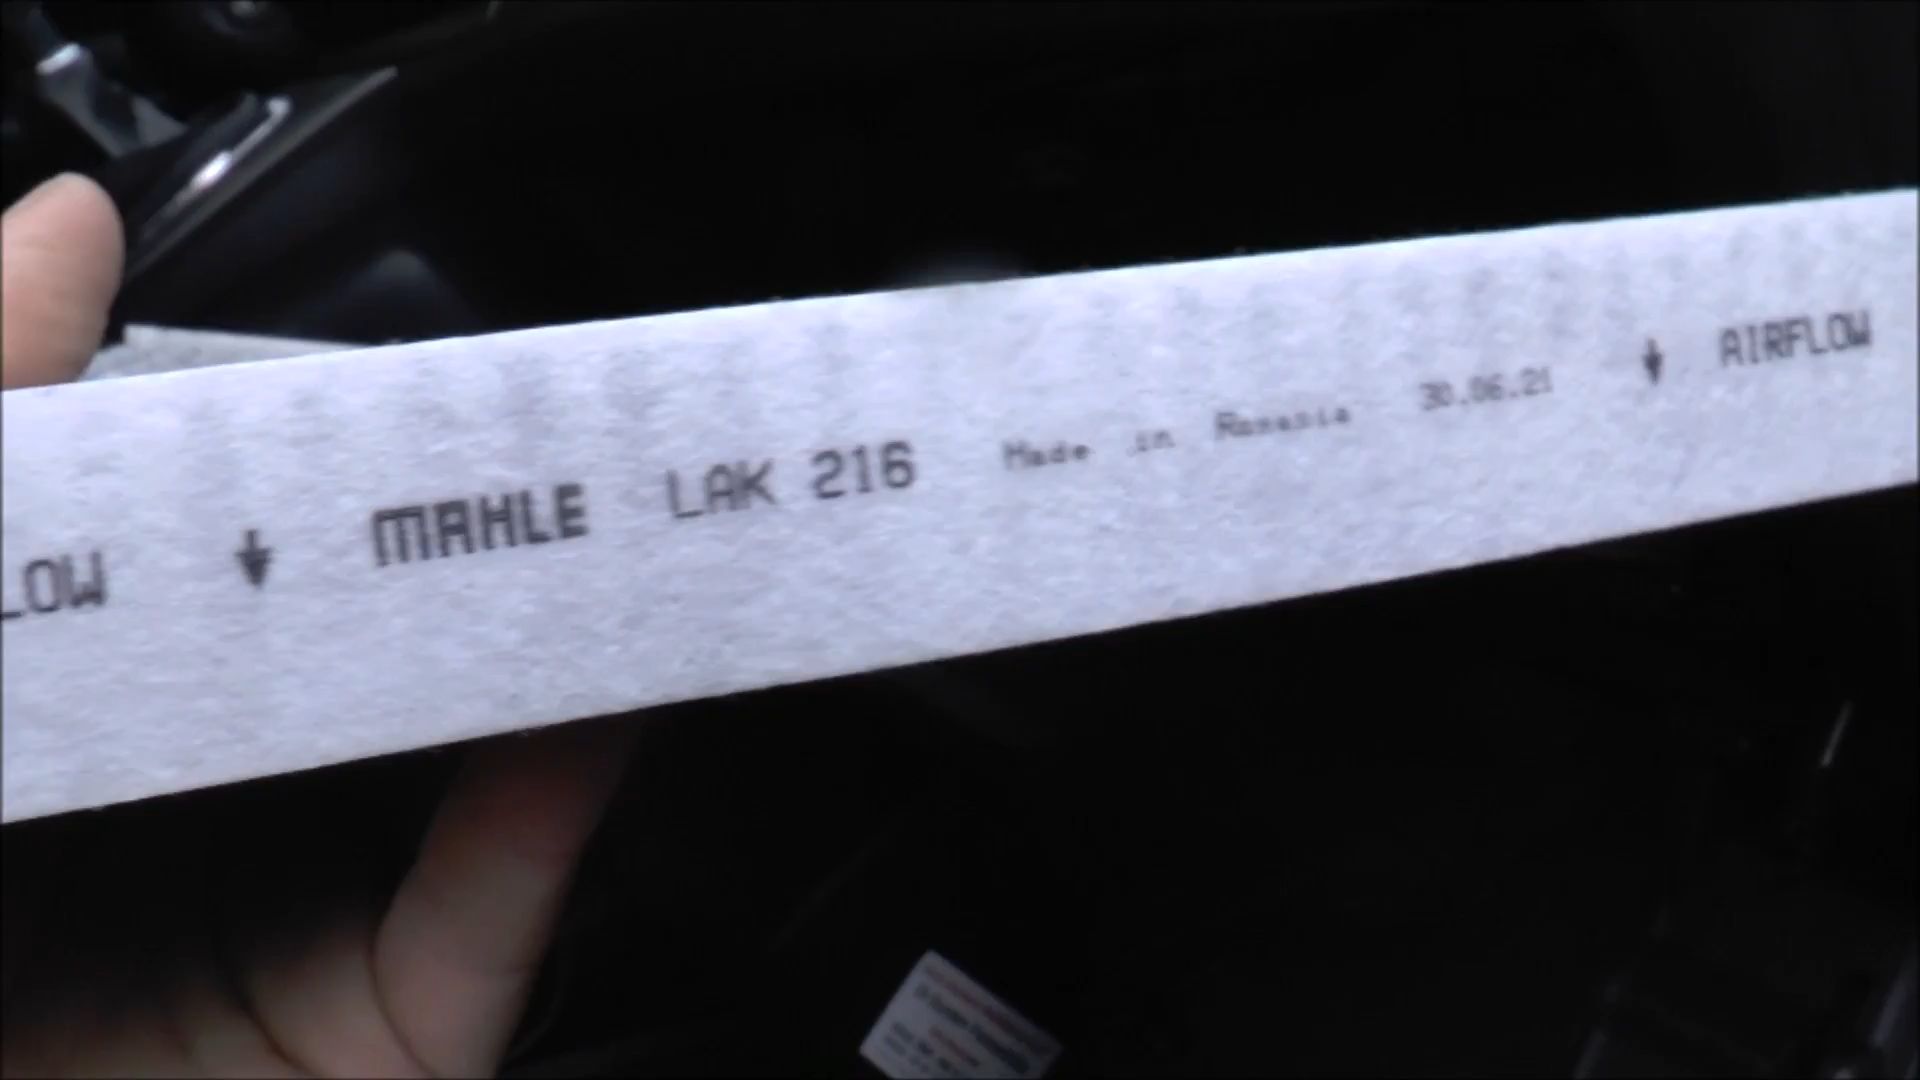 LOW ↓ MAHLE LAK 216 Made in Romania 30.06.21 ↓ AIRFLOW